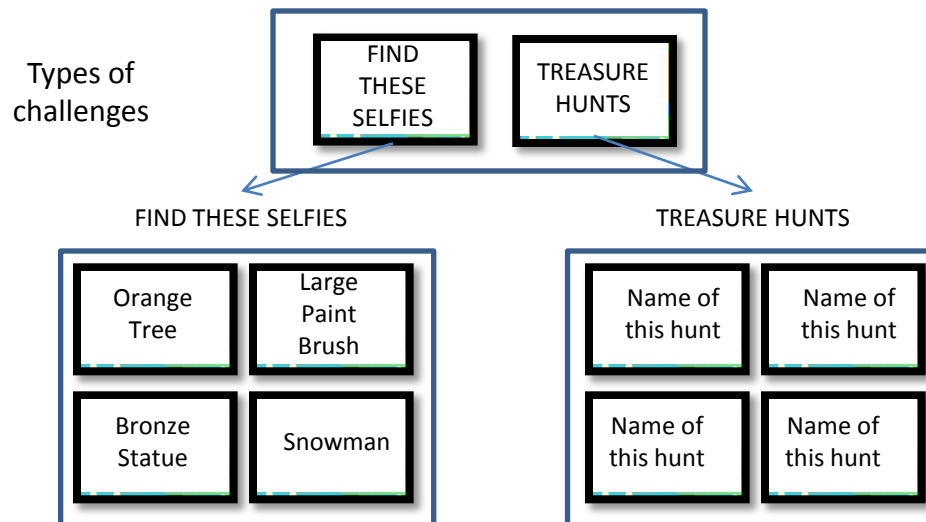 Types of
challenges
FIND
THESE
SELFIES
TREASURE
HUNTS
FIND THESE SELFIES
TREASURE HUNTS
Orange
Tree
Large
Paint
Brush
Bronze
Statue
Snowman
Name of
this hunt
Name of
this hunt
Name of
this hunt
Name of
this hunt